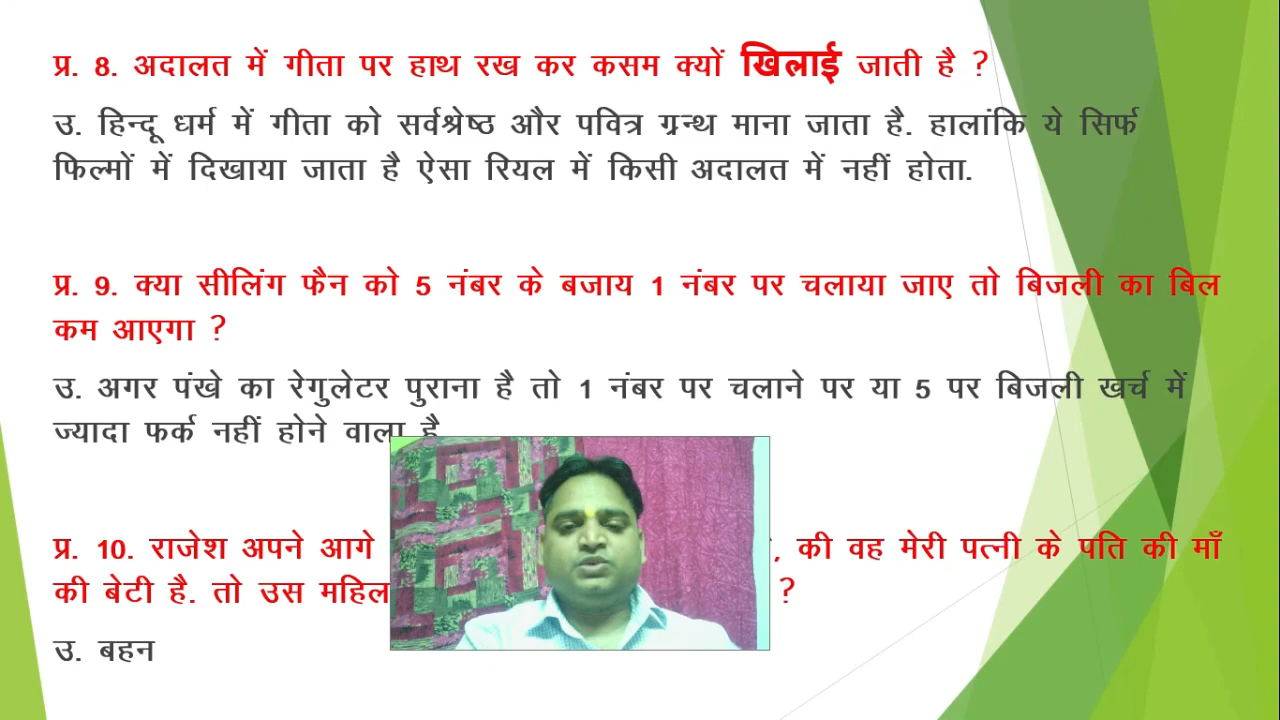 प्र. 8. अदालत में गीता पर हाथ रख कर कसम क्यों खिलाई जाती है ?
उ. हिन्दू धर्म में गीता को सर्वश्रेष्ठ और पवित्र ग्रन्थ माना जाता है. हालांकि ये सिर्फ
फिल्मों में दिखाया जाता है ऐसा रियल में किसी अदालत में नहीं होता.
प्र. 9. क्या सीलिंग फैन को 5 नंबर के बजाय 1 नंबर पर चलाया जाए तो बिजली का बिल
कम आएगा ?
उ. अगर पंखे का रेगुलेटर पुराना है तो 1 नंबर पर चलाने पर या 5 पर बिजली खर्च में
ज्यादा फर्क नहीं होने वाला है
प्र. 10. राजेश अपने आगे , की वह मेरी पत्नी के पति की माँ
की बेटी है. तो उस ?
उ. बहन